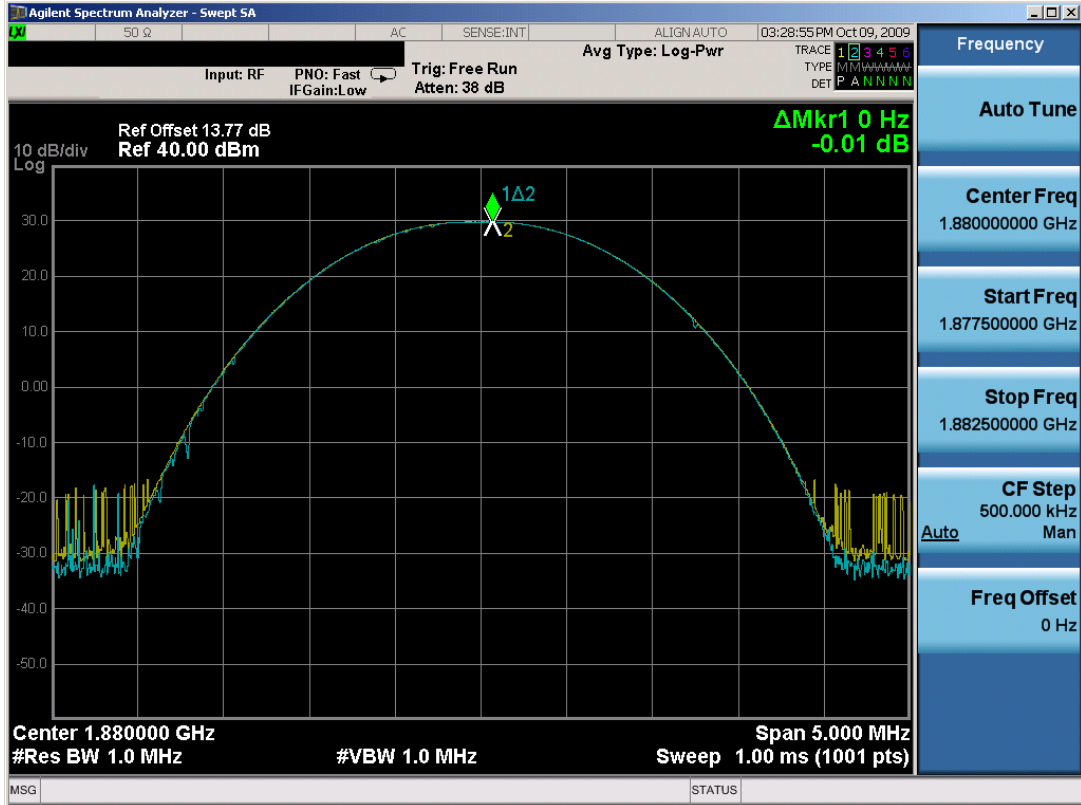 Agilent Spectrum Analyzer - Swept SA
LXI 50 Ω AC SENSE:INT ALIGN AUTO 03:28:55 PM Oct 09, 2009
Input: RF PNO: Fast Trig: Free Run Avg Type: Log-Pwr TRACE 1 2 3 4 5 6
IFGain:Low Atten: 38 dB TYPE M M W W W W
DET P A N N N N
ΔMkr1 0 Hz
-0.01 dB
Ref Offset 13.77 dB
10 dB/div Ref 40.00 dBm
Log
1Δ2
2
30.0
20.0
10.0
0.00
-10.0
-20.0
-30.0
-40.0
-50.0
Center 1.880000 GHz Span 5.000 MHz
#Res BW 1.0 MHz #VBW 1.0 MHz Sweep 1.00 ms (1001 pts)
MSG STATUS
Frequency
Auto Tune
Center Freq
1.880000000 GHz
Start Freq
1.877500000 GHz
Stop Freq
1.882500000 GHz
CF Step
500.000 kHz
Auto Man
Freq Offset
0 Hz